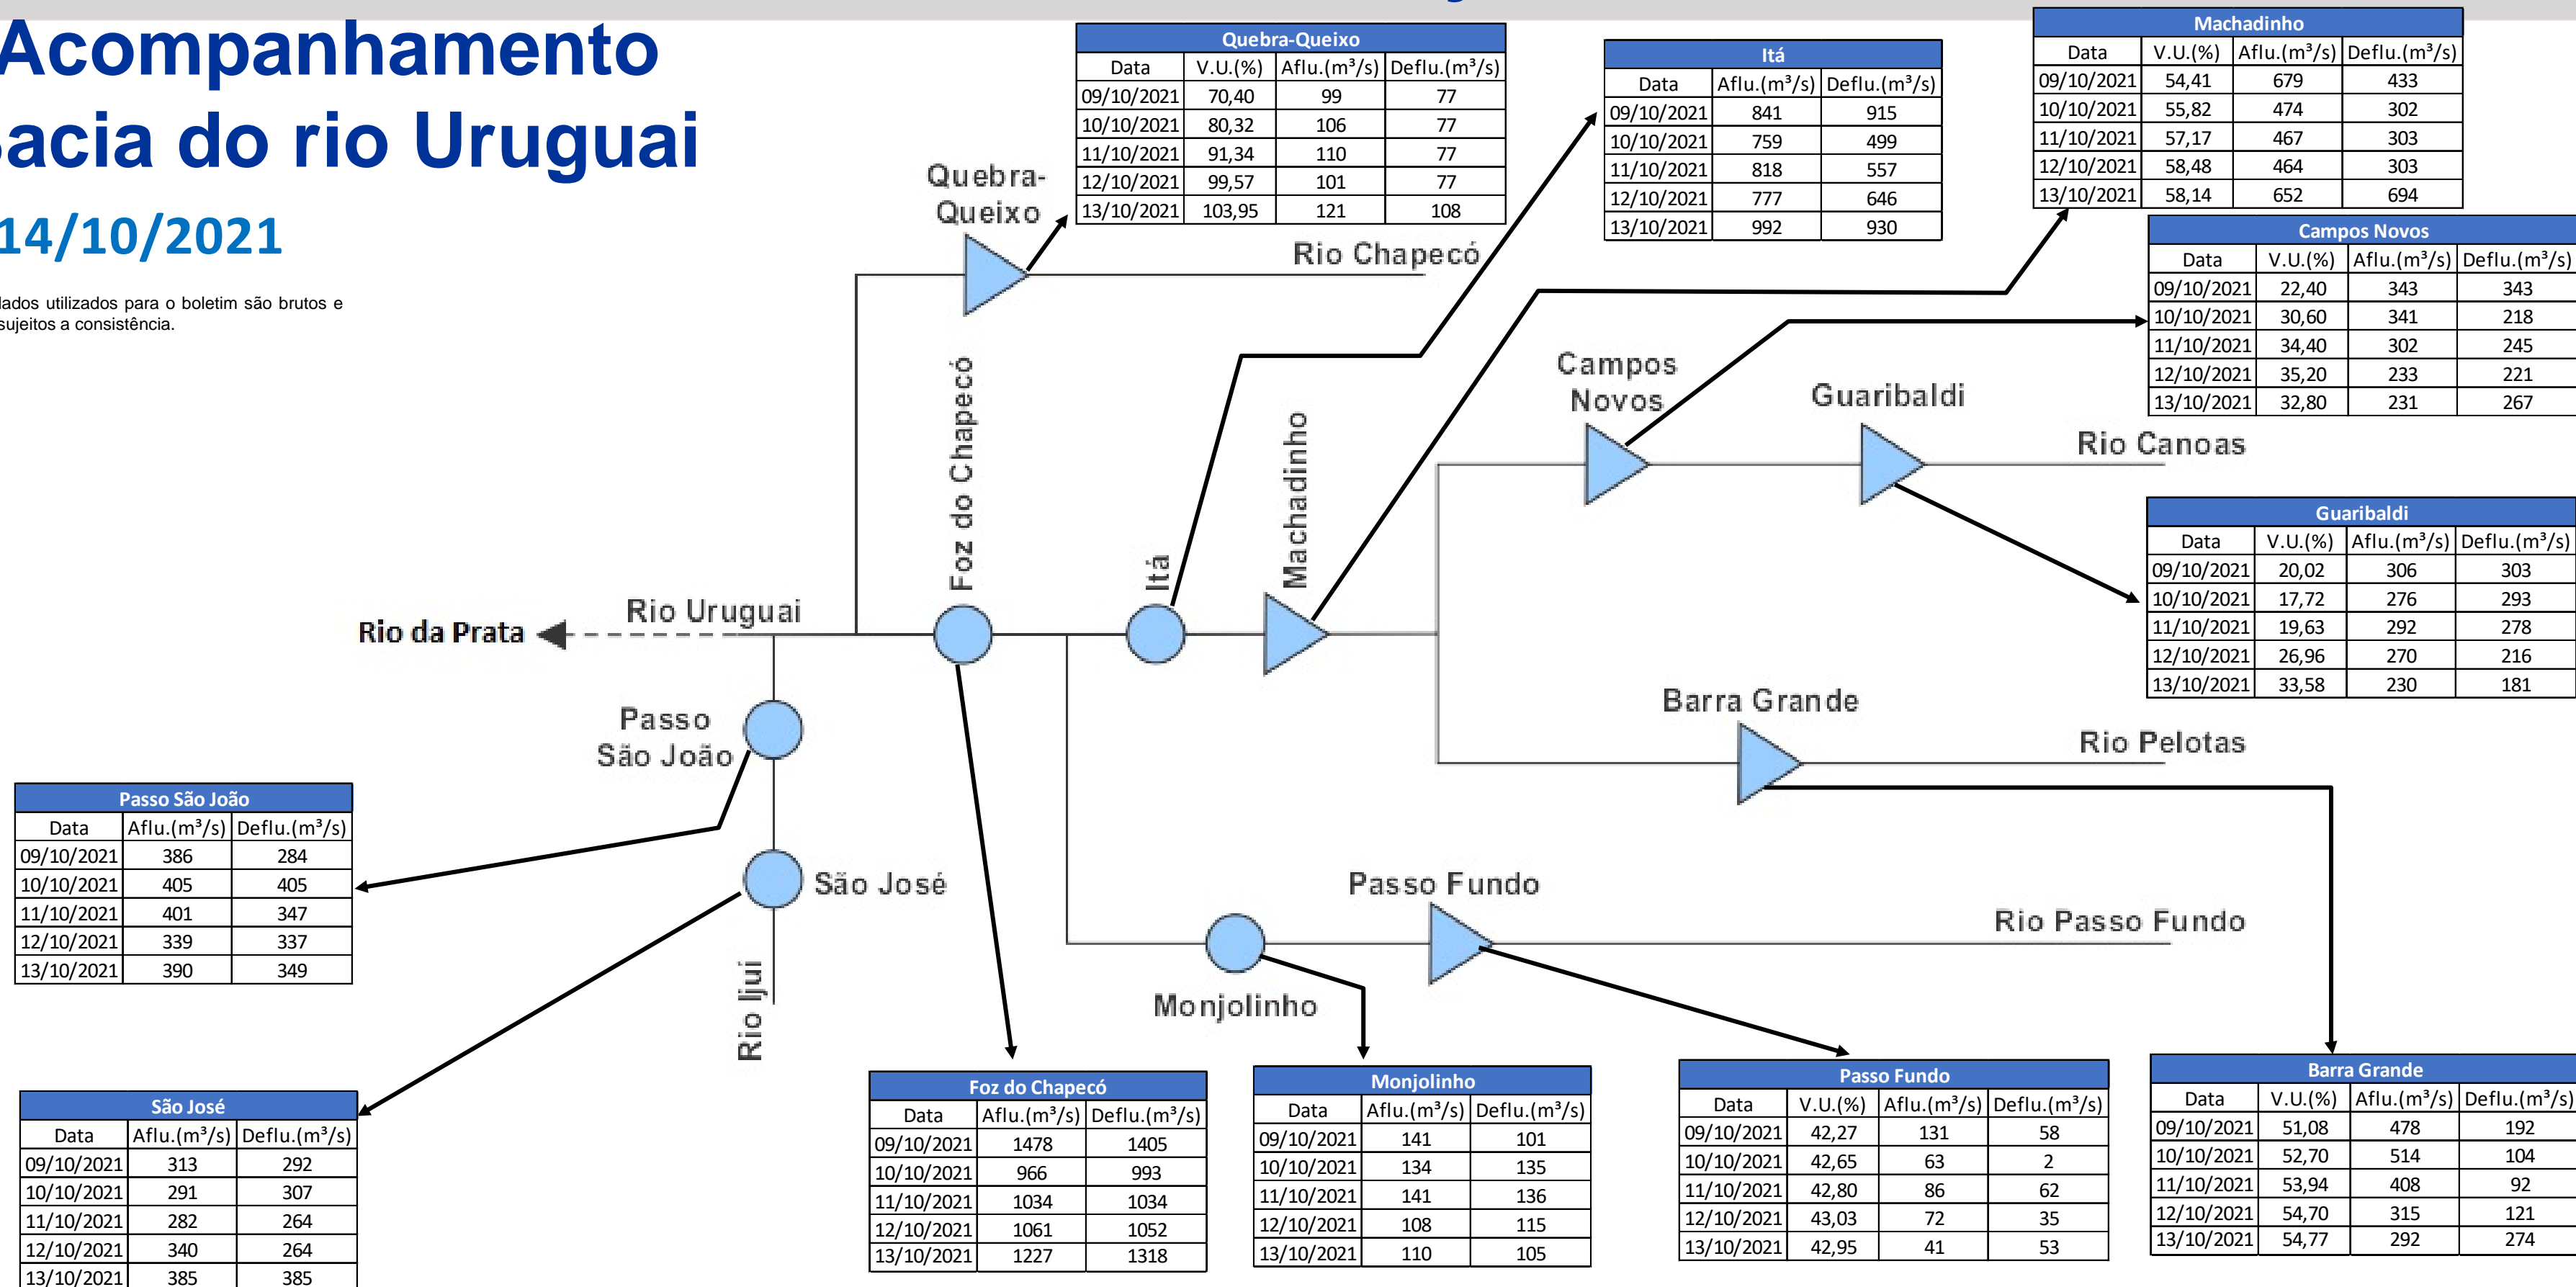 Acompanhamento
acia do rio Uruguai
14/10/2021
dados utilizados para o boletim são brutos e
sujeitos a consistência.
Quebra-Queixo
Data V.U.(%) Aflu.(m³/s) Deflu.(m³/s)
09/10/2021 70,40 99 77
10/10/2021 80,32 106 77
11/10/2021 91,34 110 77
12/10/2021 99,57 101 77
13/10/2021 103,95 121 108
Itá
Data Aflu.(m³/s) Deflu.(m³/s)
09/10/2021 841 915
10/10/2021 759 499
11/10/2021 818 557
12/10/2021 777 646
13/10/2021 992 930
Machadinho
Data V.U.(%) Aflu.(m³/s) Deflu.(m³/s)
09/10/2021 54,41 679 433
10/10/2021 55,82 474 302
11/10/2021 57,17 467 303
12/10/2021 58,48 464 303
13/10/2021 58,14 652 694
Campos Novos
Data V.U.(%) Aflu.(m³/s) Deflu.(m³/s)
09/10/2021 22,40 343 343
10/10/2021 30,60 341 218
11/10/2021 34,40 302 245
12/10/2021 35,20 233 221
13/10/2021 32,80 231 267
Quebra-
Queixo
Rio Chapecó
Foz do Chapecó
Itá
Machadinho
Campos
Novos
Guaribaldi
Rio Canoas
Guaribaldi
Data V.U.(%) Aflu.(m³/s) Deflu.(m³/s)
09/10/2021 20,02 306 303
10/10/2021 17,72 276 293
11/10/2021 19,63 292 278
12/10/2021 26,96 270 216
13/10/2021 33,58 230 181
Rio da Prata
Rio Uruguai
Passo
São João
Barra Grande
Rio Pelotas
São José
Passo Fundo
Rio Passo Fundo
Monjolinho
Rio Ijuí
Passo São João
Data Aflu.(m³/s) Deflu.(m³/s)
09/10/2021 386 284
10/10/2021 405 405
11/10/2021 401 347
12/10/2021 339 337
13/10/2021 390 349
São José
Data Aflu.(m³/s) Deflu.(m³/s)
09/10/2021 313 292
10/10/2021 291 307
11/10/2021 282 264
12/10/2021 340 264
13/10/2021 385 385
Foz do Chapecó
Data Aflu.(m³/s) Deflu.(m³/s)
09/10/2021 1478 1405
10/10/2021 966 993
11/10/2021 1034 1034
12/10/2021 1061 1052
13/10/2021 1227 1318
Monjolinho
Data Aflu.(m³/s) Deflu.(m³/s)
09/10/2021 141 101
10/10/2021 134 135
11/10/2021 141 136
12/10/2021 108 115
13/10/2021 110 105
Passo Fundo
Data V.U.(%) Aflu.(m³/s) Deflu.(m³/s)
09/10/2021 42,27 131 58
10/10/2021 42,65 63 2
11/10/2021 42,80 86 62
12/10/2021 43,03 72 35
13/10/2021 42,95 41 53
Barra Grande
Data V.U.(%) Aflu.(m³/s) Deflu.(m³/s)
09/10/2021 51,08 478 192
10/10/2021 52,70 514 104
11/10/2021 53,94 408 92
12/10/2021 54,70 315 121
13/10/2021 54,77 292 274